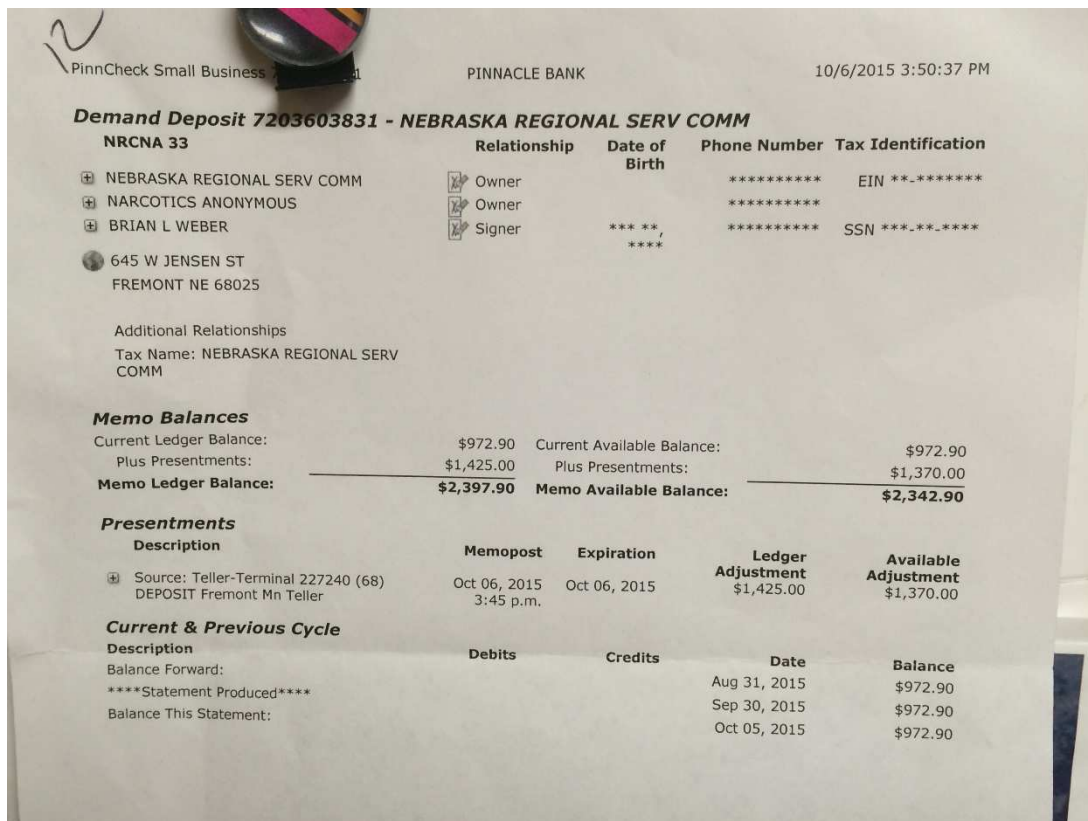 12
PinnCheck Small Business 7 1 PINNACLE BANK 10/6/2015 3:50:37 PM
Demand Deposit 7203603831 - NEBRASKA REGIONAL SERV COMM
NRCNA 33 Relationship Date of Birth Phone Number Tax Identification
NEBRASKA REGIONAL SERV COMM Owner ********** EIN **-*******
NARCOTICS ANONYMOUS Owner **********
BRIAN L WEBER Signer *** **, **** ********** SSN ***-**-****
645 W JENSEN ST
FREMONT NE 68025
Additional Relationships
Tax Name: NEBRASKA REGIONAL SERV
COMM
Memo Balances
Current Ledger Balance: $972.90 Current Available Balance: $972.90
Plus Presentments: $1,425.00 Plus Presentments: $1,370.00
Memo Ledger Balance: $2,397.90 Memo Available Balance: $2,342.90
Presentments
Description Memopost Expiration Ledger Adjustment Available Adjustment
Source: Teller-Terminal 227240 (68) Oct 06, 2015 Oct 06, 2015 $1,425.00 $1,370.00
DEPOSIT Fremont Mn Teller 3:45 p.m.
Current & Previous Cycle
Description Debits Credits Date Balance
Balance Forward: Aug 31, 2015 $972.90
****Statement Produced**** Sep 30, 2015 $972.90
Balance This Statement: Oct 05, 2015 $972.90